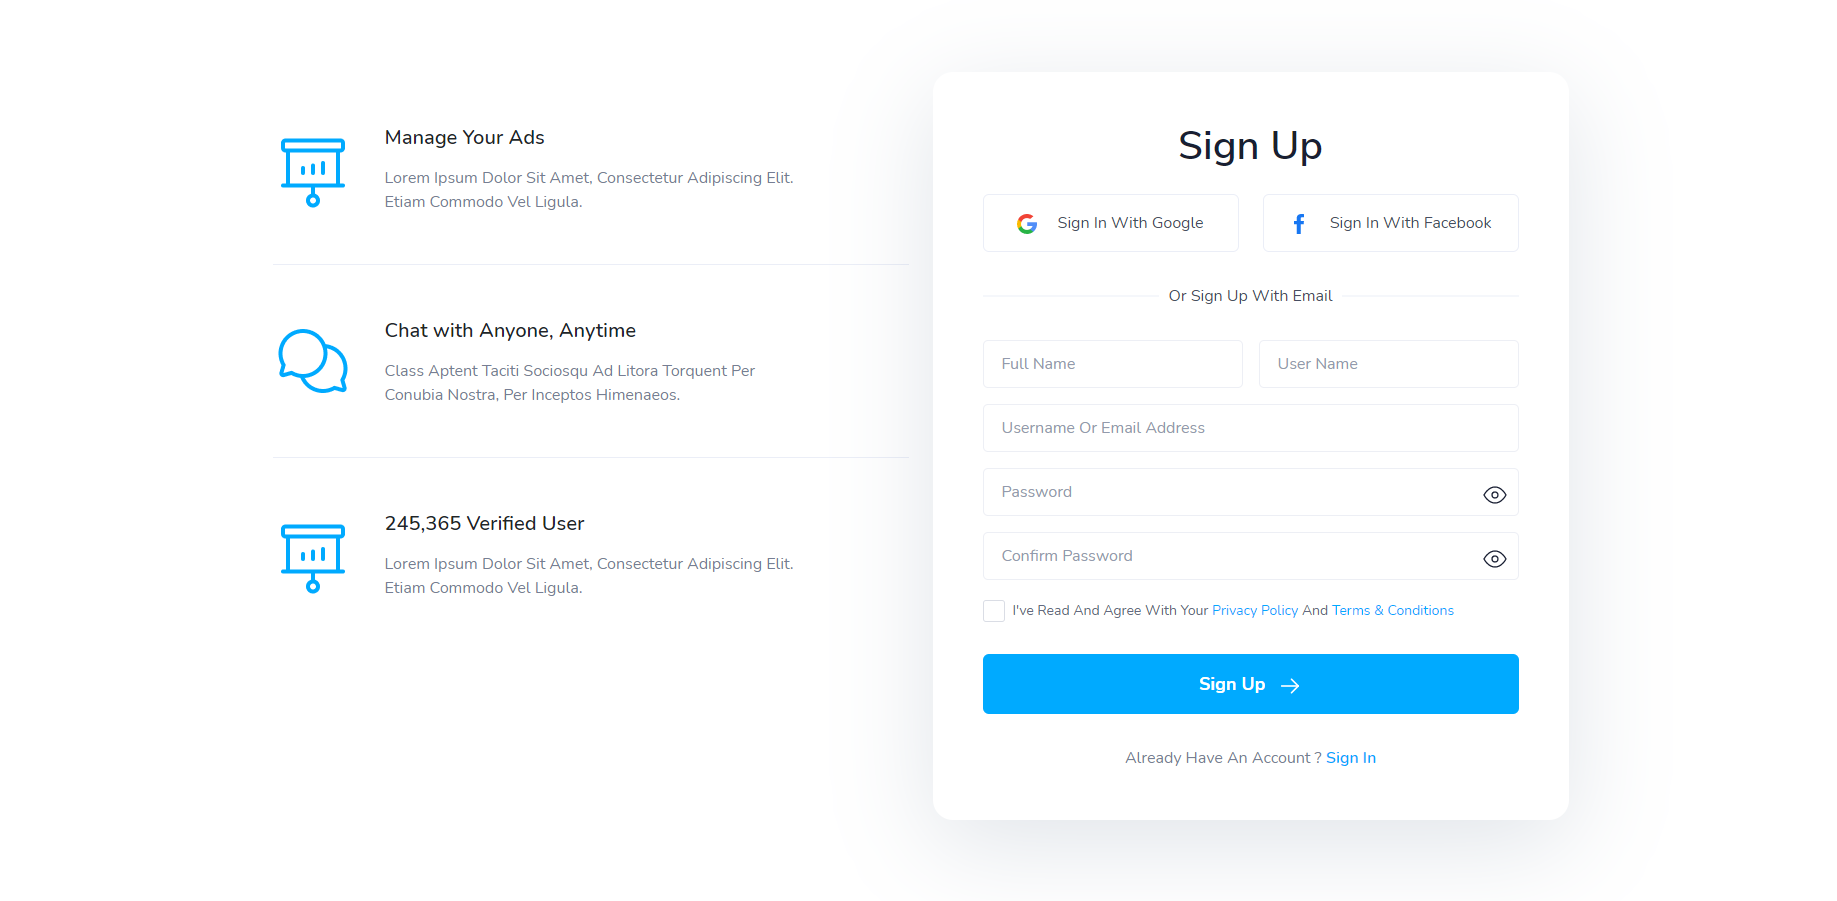 Manage Your Ads
Lorem Ipsum Dolor Sit Amet, Consectetur Adipiscing Elit.
Etiam Commodo Vel Ligula.
Chat with Anyone, Anytime
Class Aptent Taciti Sociosqu Ad Litora Torquent Per
Conubia Nostra, Per Inceptos Himenaeos.
245,365 Verified User
Lorem Ipsum Dolor Sit Amet, Consectetur Adipiscing Elit.
Etiam Commodo Vel Ligula.
Sign Up
Sign In With Google
Sign In With Facebook
Or Sign Up With Email
Full Name
User Name
Username Or Email Address
Password
Confirm Password
I've Read And Agree With Your Privacy Policy And Terms & Conditions
Sign Up
Already Have An Account ? Sign In